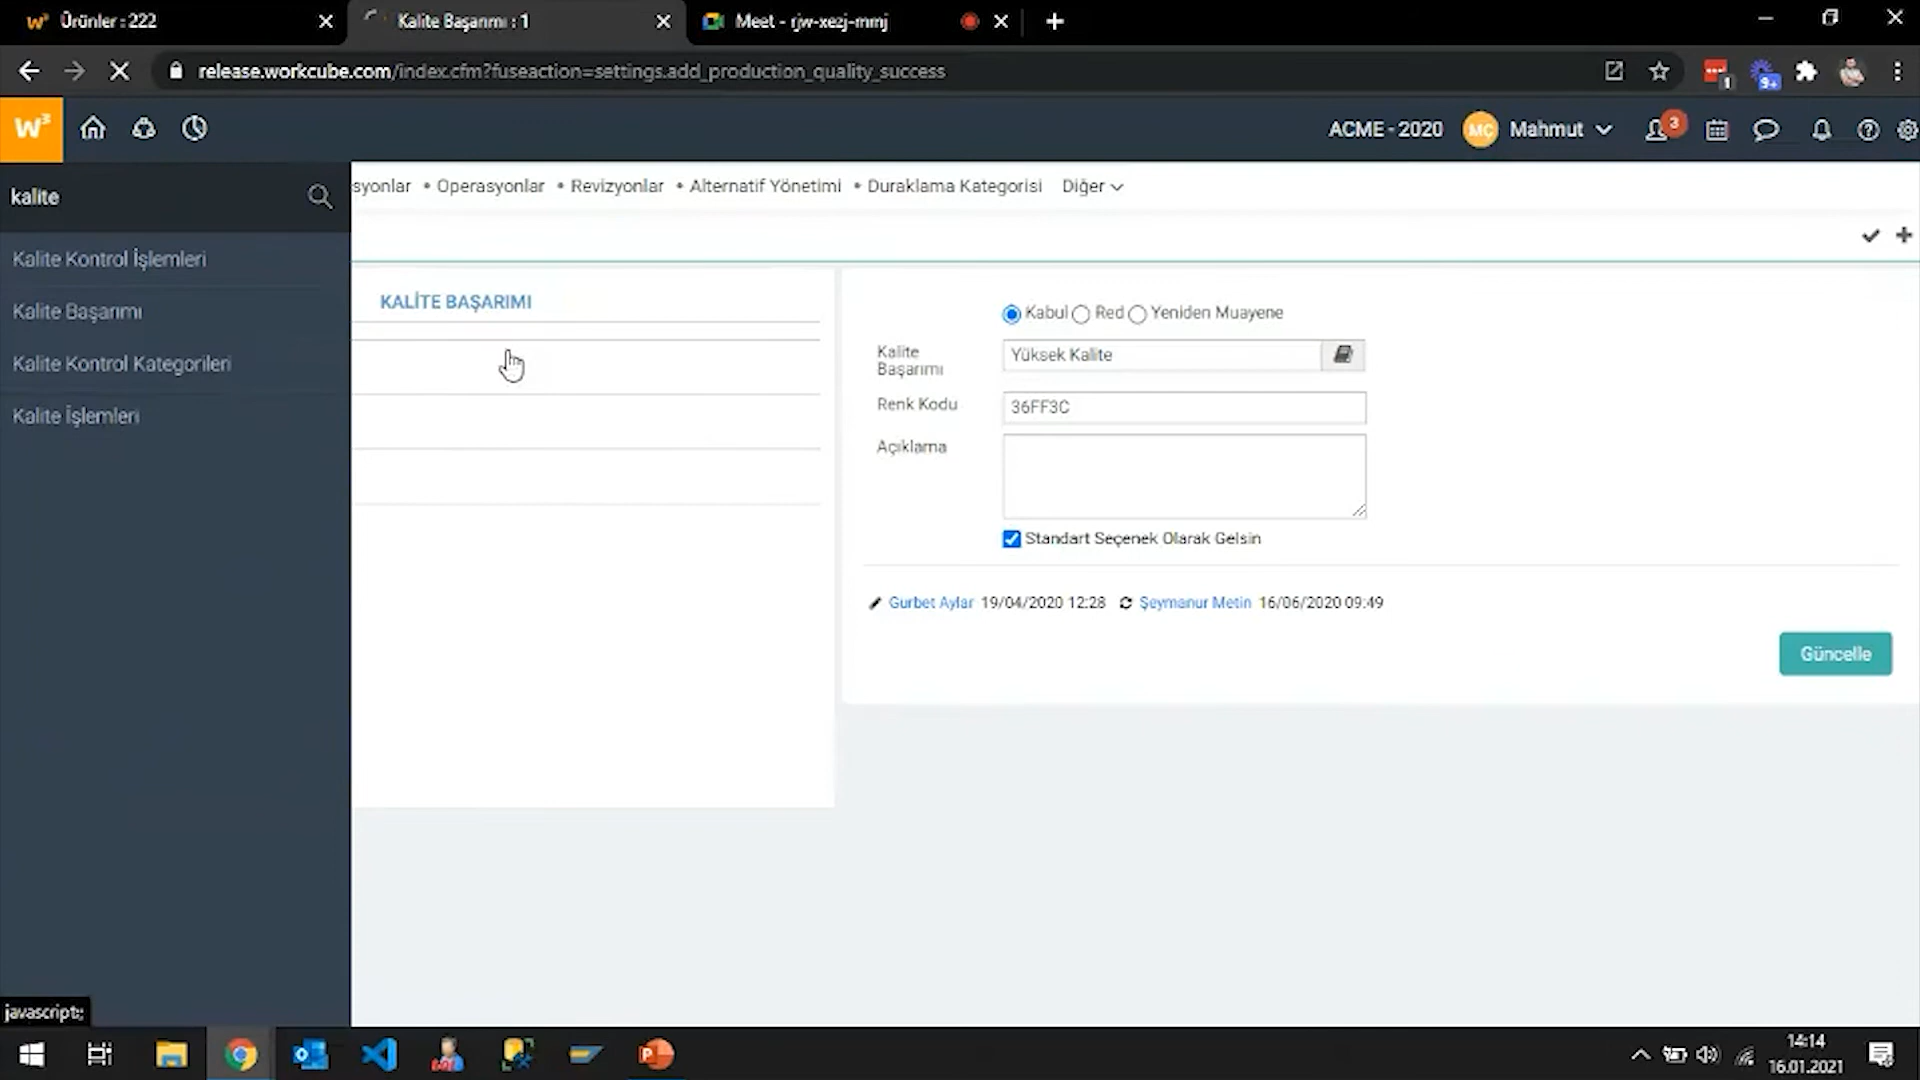 Ürünler : 222
Kalite Başarımı : 1
Meet - rjw-xezj-mmj
release.workcube.com/index.cfm?fuseaction=settings.add_production_quality_success
1
9+
W³
ACME - 2020
MC
Mahmut
3
kalite
syonlar • Operasyonlar • Revizyonlar • Alternatif Yönetimi • Duraklama Kategorisi Diğer
Kalite Kontrol İşlemleri
Kalite Başarımı
Kalite Kontrol Kategorileri
Kalite İşlemleri
KALİTE BAŞARIMI
Kabul Red Yeniden Muayene
Kalite Başarımı
Yüksek Kalite
Renk Kodu
36FF3C
Açıklama
Standart Seçenek Olarak Gelsin
Gurbet Aylar 19/04/2020 12:28 Şeymanur Metin 16/06/2020 09:49
Güncelle
javascript:;
14:14
16.01.2021